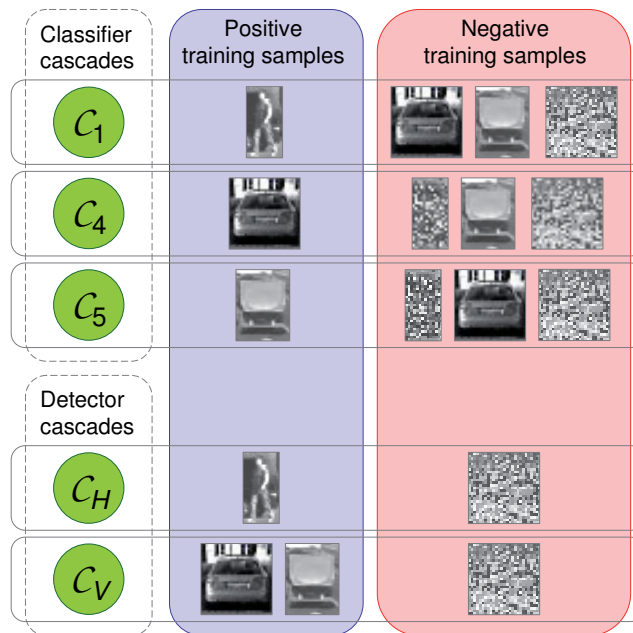 Classifier
cascades
Positive
training samples
Negative
training samples
C1
C4
C5
Detector
cascades
CH
CV